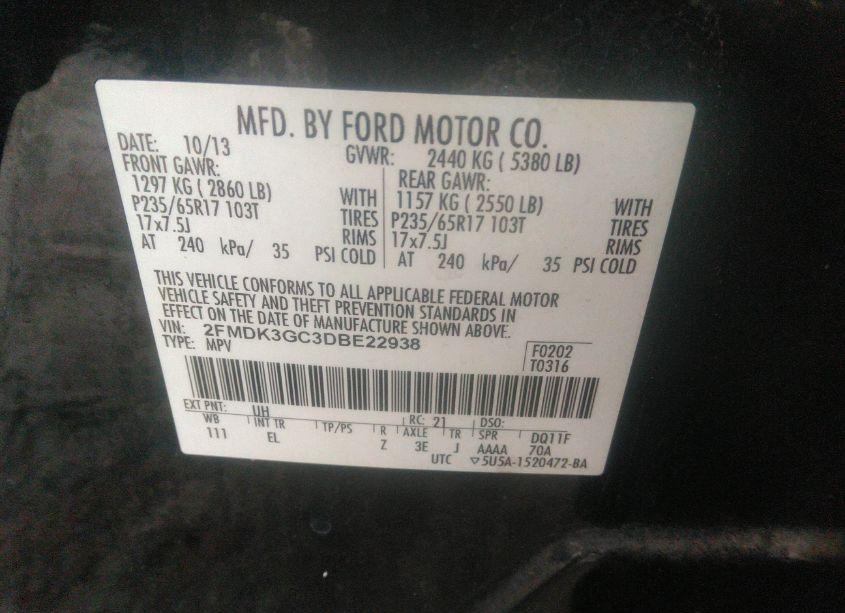 MFD. BY FORD MOTOR CO.
DATE: 10/13 GVWR: 2440 KG ( 5380 LB)
FRONT GAWR: REAR GAWR:
1297 KG ( 2860 LB) WITH 1157 KG ( 2550 LB) WITH
P235/65R17 103T TIRES P235/65R17 103T TIRES
17x7.5J RIMS 17x7.5J RIMS
AT 240 kPa/ 35 PSI COLD AT 240 kPa/ 35 PSI COLD
THIS VEHICLE CONFORMS TO ALL APPLICABLE FEDERAL MOTOR
VEHICLE SAFETY AND THEFT PREVENTION STANDARDS IN
EFFECT ON THE DATE OF MANUFACTURE SHOWN ABOVE.
VIN: 2FMDK3GC3DBE22938
TYPE: MPV
F0202
T0316
EXT PNT: UH RC: 21 DSO:
WB INT TR TP/PS R AXLE TR SPR DQ11F
111 EL Z 3E J AAAA 70A
UTC ▽5U5A-1520472-BA